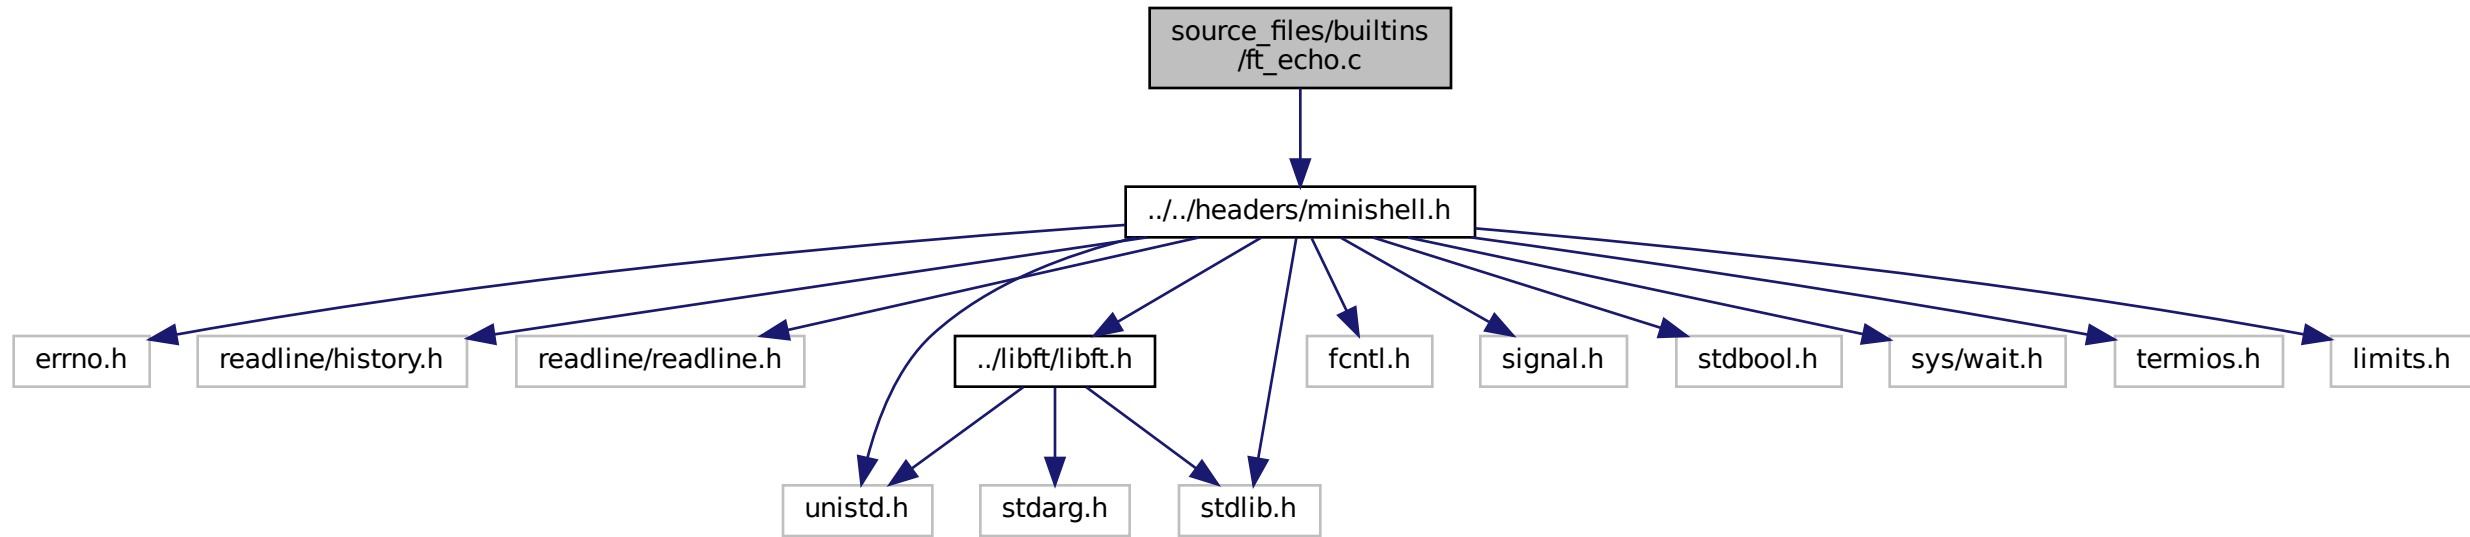 source_files/builtins
/ft_echo.c
../../headers/minishell.h
errno.h
readline/history.h
readline/readline.h
../libft/libft.h
fcntl.h
signal.h
stdbool.h
sys/wait.h
termios.h
limits.h
unistd.h
stdarg.h
stdlib.h